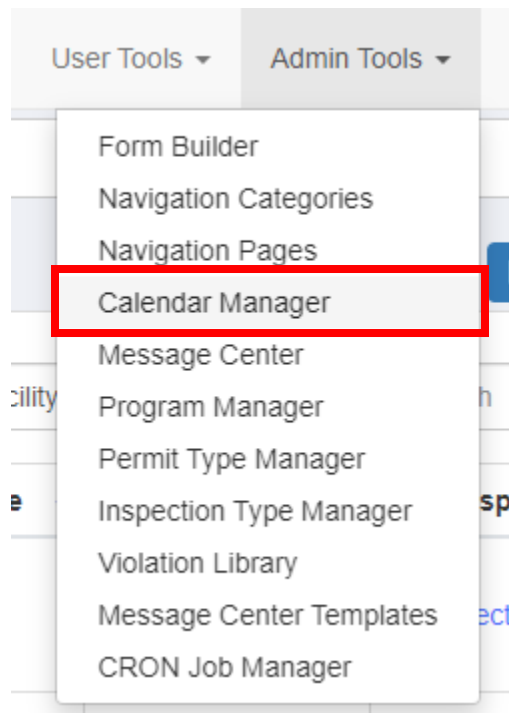 User Tools Admin Tools
Form Builder
Navigation Categories
Navigation Pages
Calendar Manager
Message Center
Program Manager
Permit Type Manager
Inspection Type Manager
Violation Library
Message Center Templates
CRON Job Manager